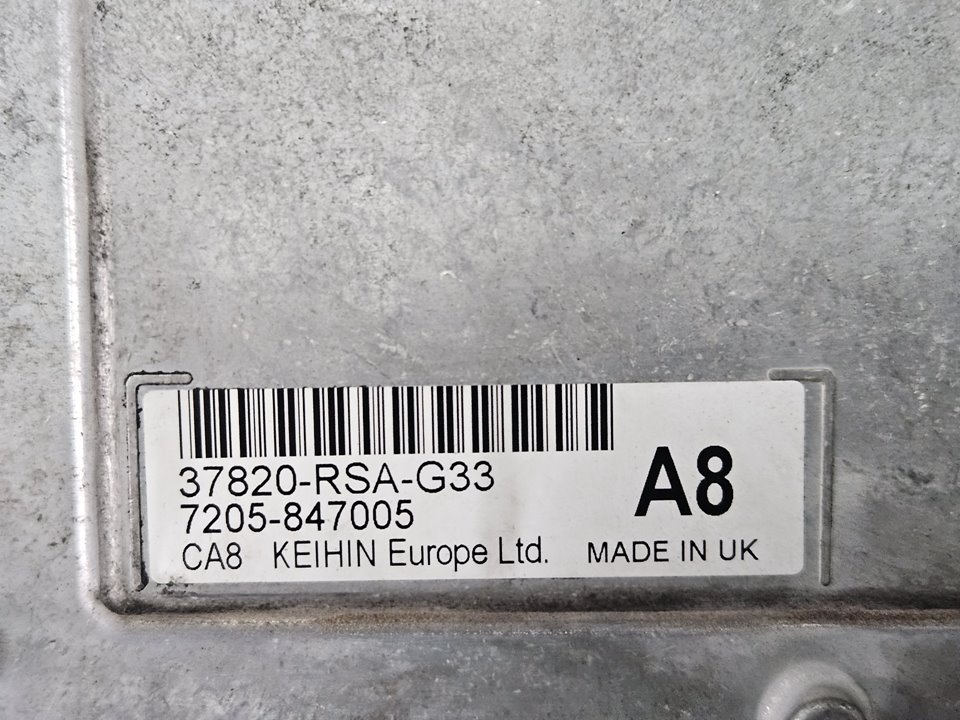 37820-RSA-G33
7205-847005
A8
CA8 KEIHIN Europe Ltd. MADE IN UK